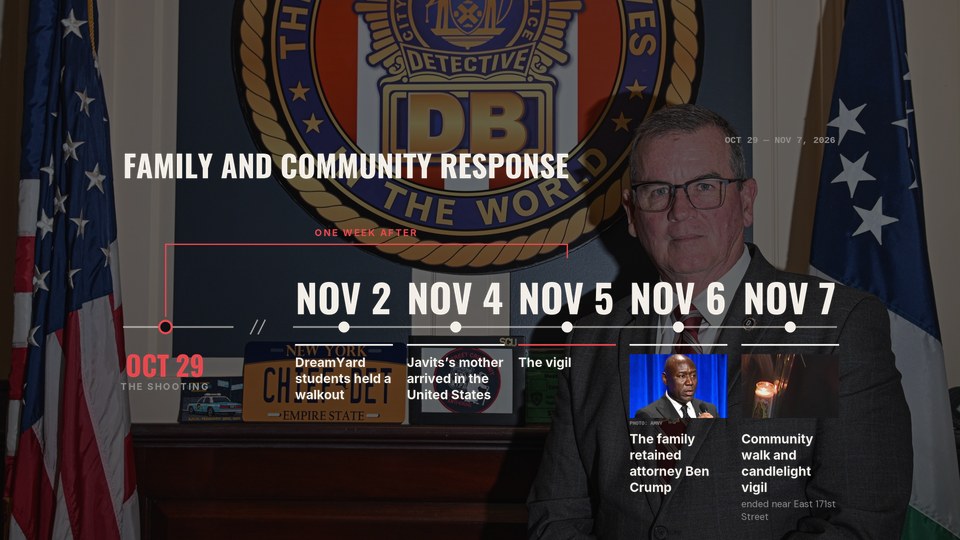 CITY
POLICE
DETECTIVE
DB
IN THE WORLD
OCT 29 — NOV 7, 2026
FAMILY AND COMMUNITY RESPONSE
ONE WEEK AFTER
NOV 2
NOV 4
NOV 5
NOV 6
NOV 7
OCT 29
THE SHOOTING
NEW YORK
EMPIRE STATE
DreamYard
students held a
walkout
Javits’s mother
arrived in the
United States
The vigil
The family
retained
attorney Ben
Crump
Community
walk and
candlelight
vigil
ended near East 171st
Street